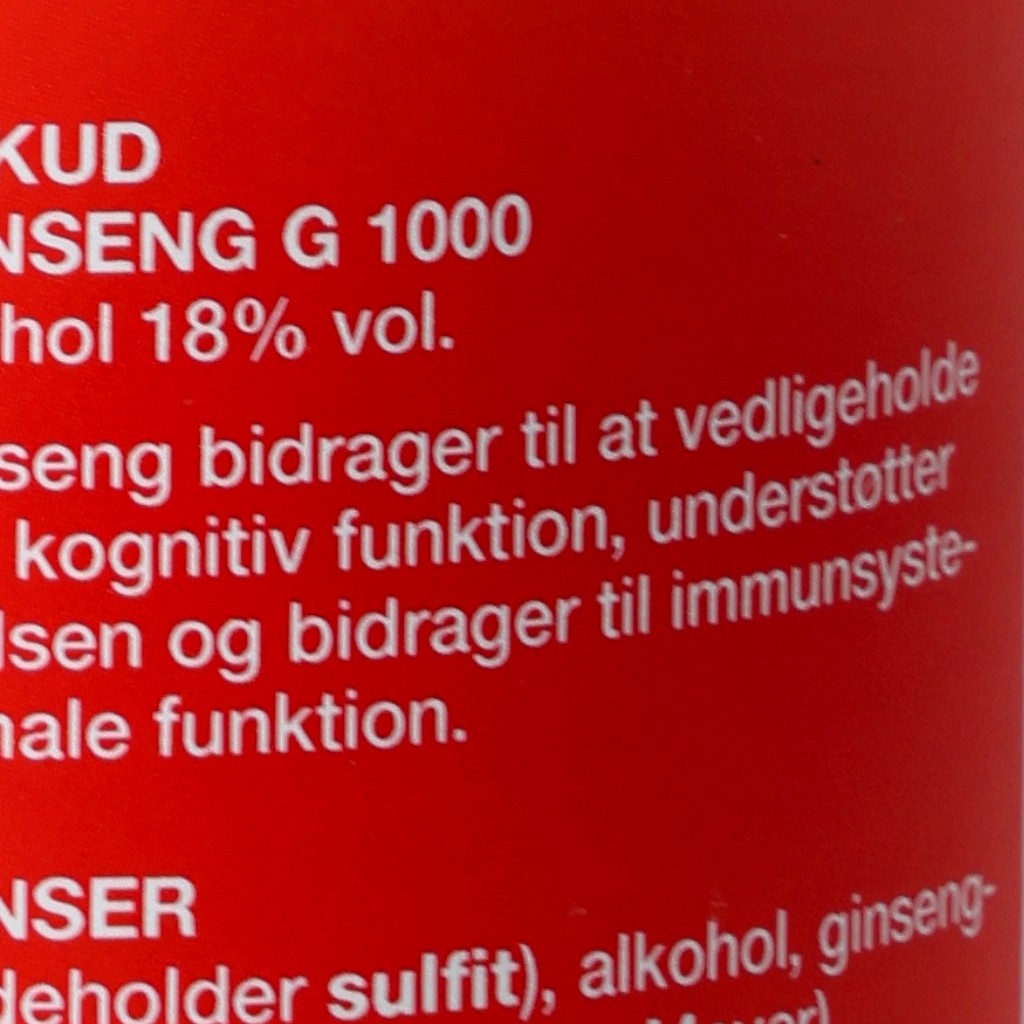 KUD
NSENG G 1000
hol 18% vol.
seng bidrager til at vedligeholde
kognitiv funktion, understøtter
lsen og bidrager til immunsyste-
nale funktion.
NSER
deholder sulfit), alkohol, ginseng-